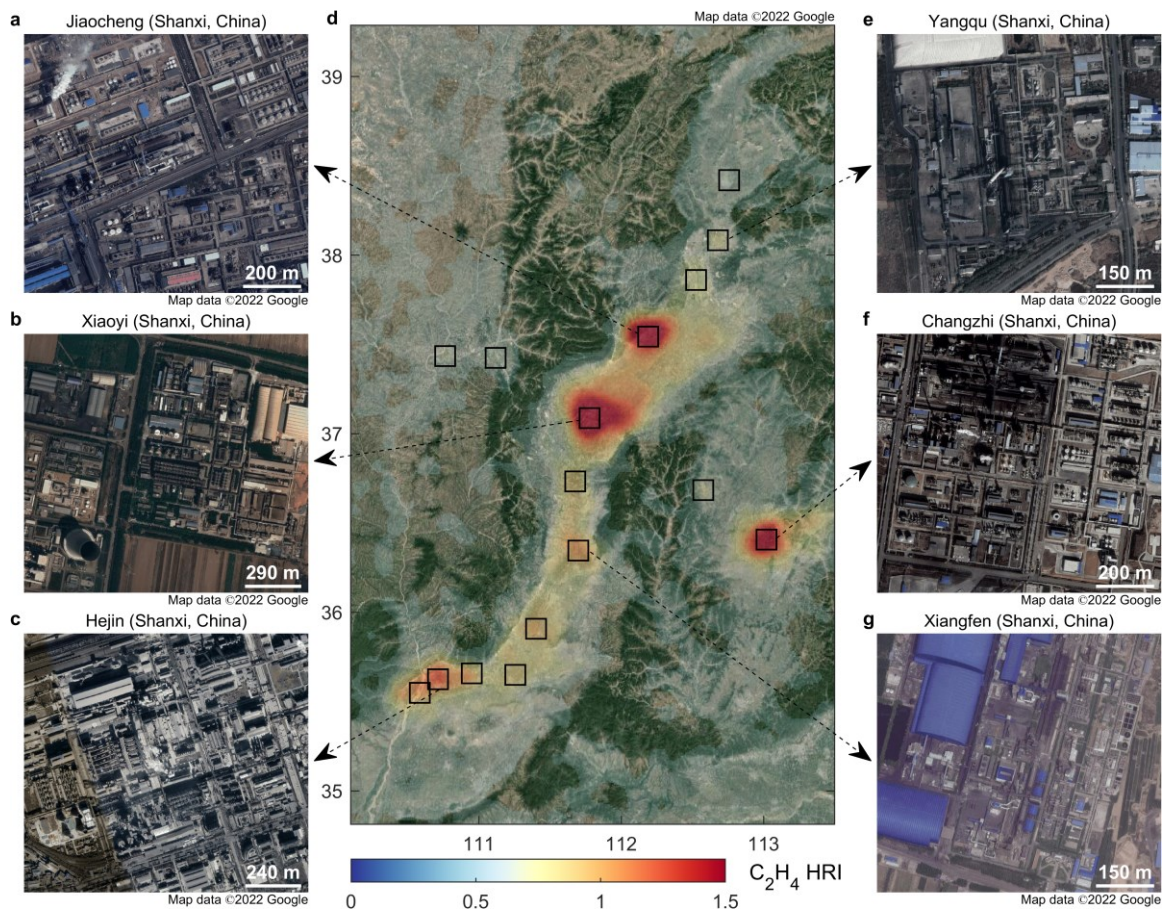 a Jiaocheng (Shanxi, China)
200 m
Map data ©2022 Google
b Xiaoyi (Shanxi, China)
290 m
Map data ©2022 Google
c Hejin (Shanxi, China)
240 m
Map data ©2022 Google
d Map data ©2022 Google
39
38
37
36
35
111 112 113
C2H4 HRI
0 0.5 1 1.5
e Yangqu (Shanxi, China)
150 m
Map data ©2022 Google
f Changzhi (Shanxi, China)
200 m
Map data ©2022 Google
g Xiangfen (Shanxi, China)
150 m
Map data ©2022 Google